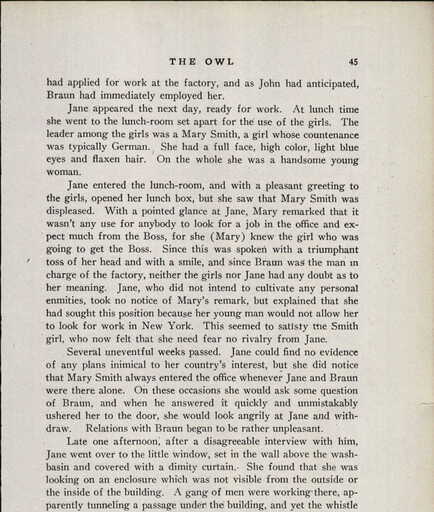 THE OWL 45
had applied for work at the factory, and as John had anticipated,
Braun had immediately employed her.
Jane appeared the next day, ready for work. At lunch time
she went to the lunch-room set apart for the use of the girls. The
leader among the girls was a Mary Smith, a girl whose countenance
was typically German. She had a full face, high color, light blue
eyes and flaxen hair. On the whole she was a handsome young
woman.
Jane entered the lunch-room, and with a pleasant greeting to
the girls, opened her lunch box, but she saw that Mary Smith was
displeased. With a pointed glance at Jane, Mary remarked that it
wasn't any use for anybody to look for a job in the office and ex-
pect much from the Boss, for she (Mary) knew the girl who was
going to get the Boss. Since this was spoken with a triumphant
toss of her head and with a smile, and since Braun was the man in
charge of the factory, neither the girls nor Jane had any doubt as to
her meaning. Jane, who did not intend to cultivate any personal
enmities, took no notice of Mary's remark, but explained that she
had sought this position because her young man would not allow her
to look for work in New York. This seemed to satisfy the Smith
girl, who now felt that she need fear no rivalry from Jane.
Several uneventful weeks passed. Jane could find no evidence
of any plans inimical to her country's interest, but she did notice
that Mary Smith always entered the office whenever Jane and Braun
were there alone. On these occasions she would ask some question
of Braun, and when he answered it quickly and unmistakably
ushered her to the door, she would look angrily at Jane and with-
draw. Relations with Braun began to be rather unpleasant.
Late one afternoon, after a disagreeable interview with him,
Jane went over to the little window, set in the wall above the wash-
basin and covered with a dimity curtain. She found that she was
looking on an enclosure which was not visible from the outside or
the inside of the building. A gang of men were working there, ap-
parently tunneling a passage under the building, and yet the whistle